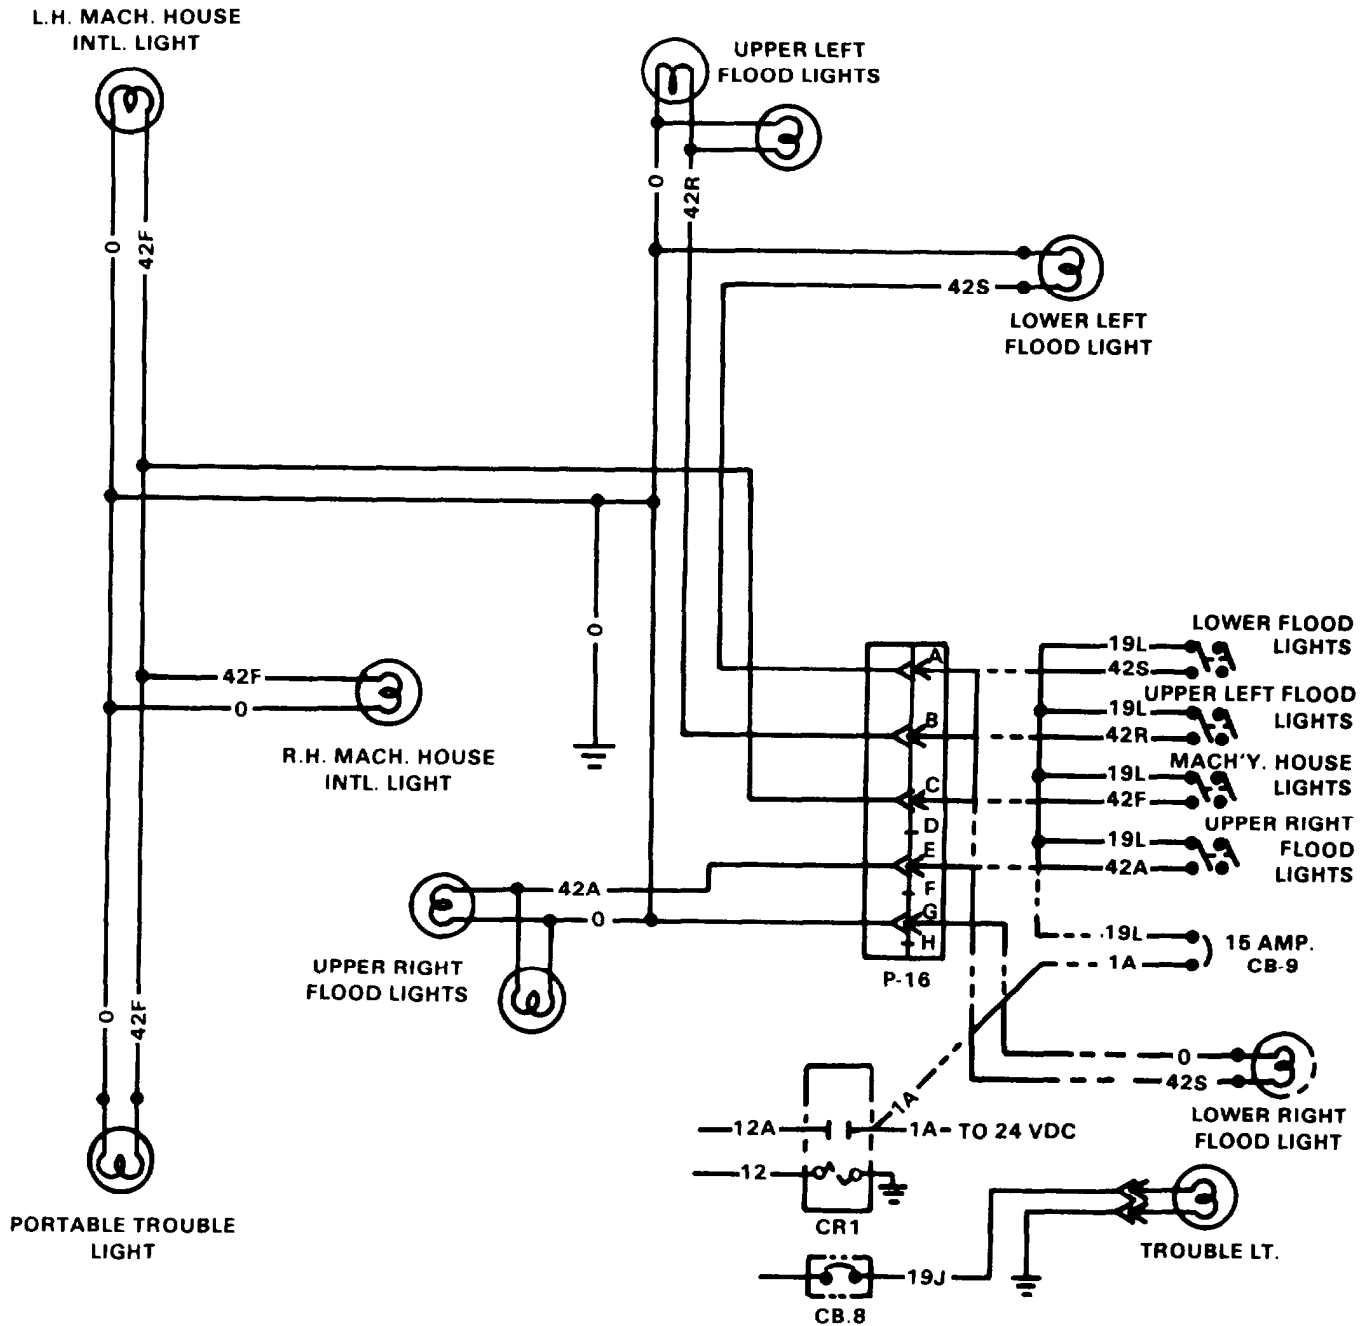 L.H. MACH. HOUSE
INTL. LIGHT
UPPER LEFT
FLOOD LIGHTS
0
42R
0
42F
42S
LOWER LEFT
FLOOD LIGHT
0
42F
0
R.H. MACH. HOUSE
INTL. LIGHT
A
B
C
D
E
F
G
H
P-16
19L
42S
LOWER FLOOD
LIGHTS
19L
42R
UPPER LEFT FLOOD
LIGHTS
19L
42F
MACH'Y. HOUSE
LIGHTS
19L
42A
UPPER RIGHT
FLOOD
LIGHTS
19L
1A
15 AMP.
CB-9
42A
0
UPPER RIGHT
FLOOD LIGHTS
0
42F
PORTABLE TROUBLE
LIGHT
0
42S
LOWER RIGHT
FLOOD LIGHT
1A
12A
1A
TO 24 VDC
12
CR1
TROUBLE LT.
19J
CB.8